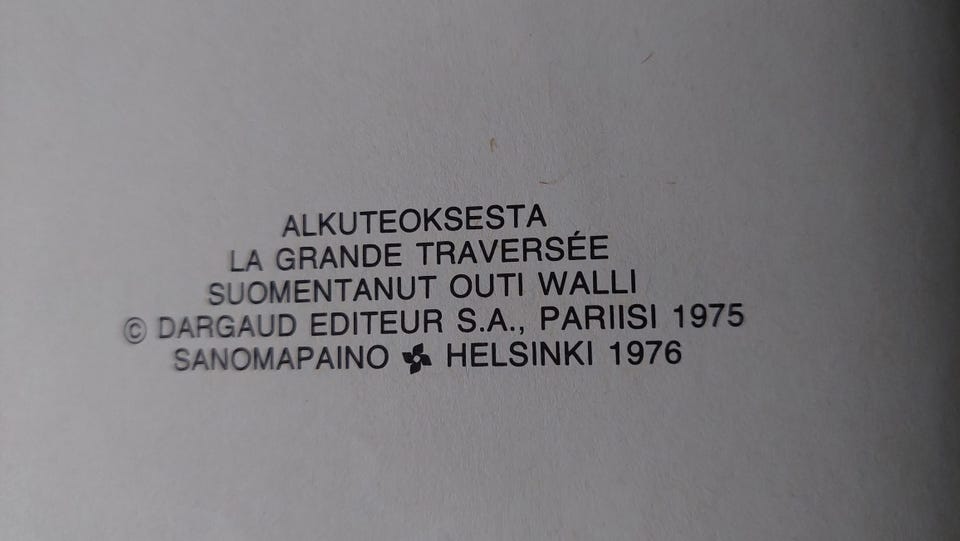 ALKUTEOKSESTA
LA GRANDE TRAVERSÉE
SUOMENTANUT OUTI WALLI
© DARGAUD EDITEUR S.A., PARIISI 1975
SANOMAPAINO HELSINKI 1976